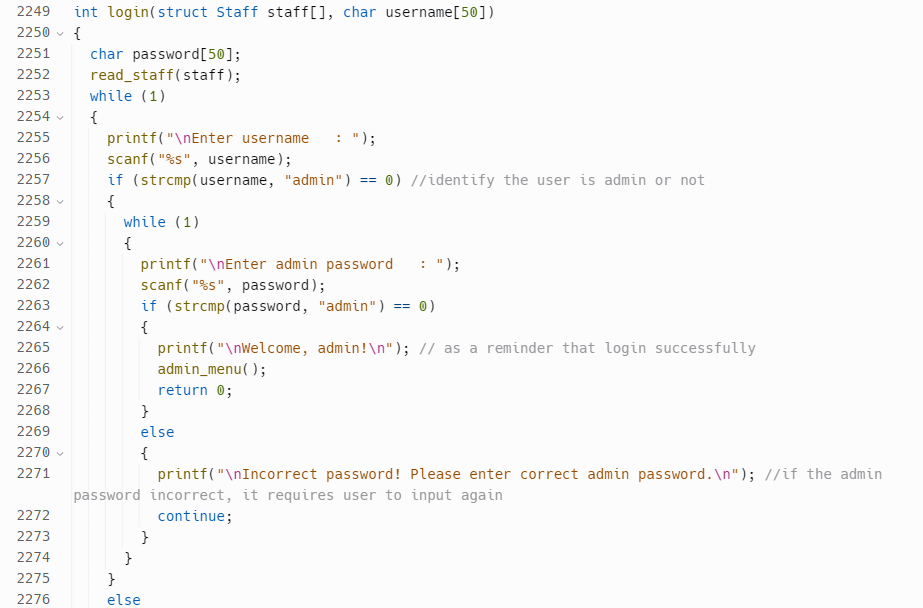 2249 int login(struct Staff staff[], char username[50])
2250 {
2251 char password[50];
2252 read_staff(staff);
2253 while (1)
2254 {
2255 printf("\nEnter username   : ");
2256 scanf("%s", username);
2257 if (strcmp(username, "admin") == 0) //identify the user is admin or not
2258 {
2259 while (1)
2260 {
2261 printf("\nEnter admin password   : ");
2262 scanf("%s", password);
2263 if (strcmp(password, "admin") == 0)
2264 {
2265 printf("\nWelcome, admin!\n"); // as a reminder that login successfully
2266 admin_menu();
2267 return 0;
2268 }
2269 else
2270 {
2271 printf("\nIncorrect password! Please enter correct admin password.\n"); //if the admin
password incorrect, it requires user to input again
2272 continue;
2273 }
2274 }
2275 }
2276 else